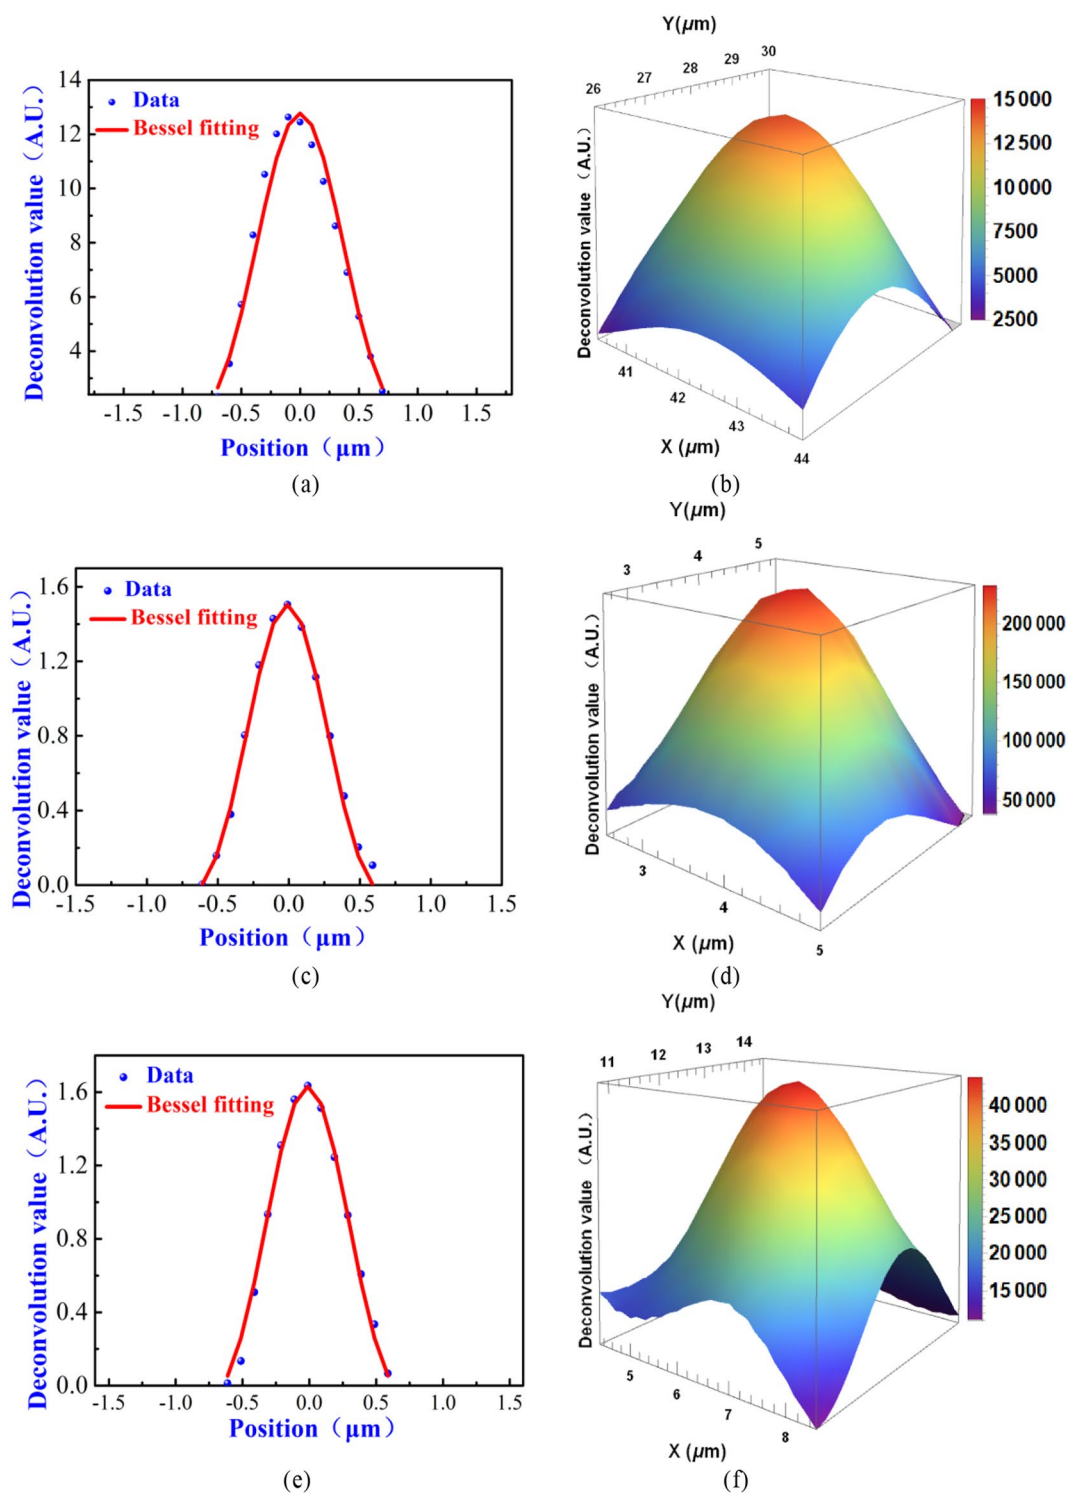 14
12
10
8
6
4
Deconvolution value（A.U.）
Data
Bessel fitting
-1.5 -1.0 -0.5 0.0 0.5 1.0 1.5
Position（μm）
(a)
Y(μm)
26 27 28 29 30
Deconvolution value（A.U.）
15 000
12 500
10 000
7500
5000
2500
41
42
43
44
X (μm)
(b)
1.6
1.2
0.8
0.4
0.0
Deconvolution value（A.U.）
Data
Bessel fitting
-1.5 -1.0 -0.5 0.0 0.5 1.0 1.5
Position（μm）
(c)
Y(μm)
3 4 5
Deconvolution value （A.U.）
200 000
150 000
100 000
50 000
3
4
5
X (μm)
(d)
1.6
1.2
0.8
0.4
0.0
Deconvolution value（A.U.）
Data
Bessel fitting
-1.5 -1.0 -0.5 0.0 0.5 1.0 1.5
Position（μm）
(e)
Y(μm)
11 12 13 14
Deconvolution value （A.U.）
40 000
35 000
30 000
25 000
20 000
15 000
5
6
7
8
X (μm)
(f)